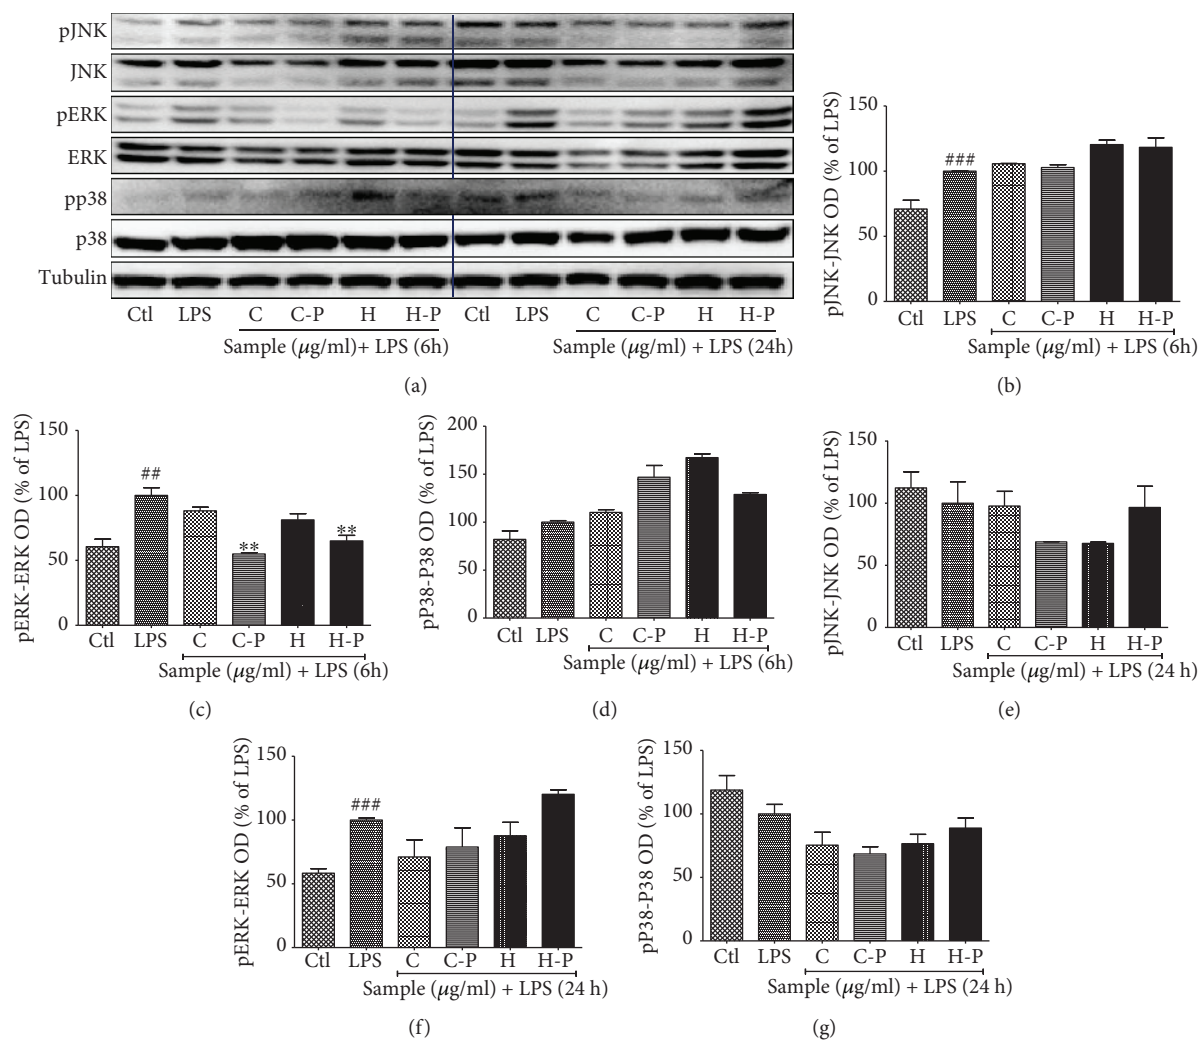 pJNK
JNK
pERK
ERK
pp38
p38
Tubulin
Ctl LPS C C-P H H-P Ctl LPS C C-P H H-P
Sample (μg/ml)+ LPS (6h) Sample (μg/ml) + LPS (24h)
(a)
pJNK-JNK OD (% of LPS)
150
100
50
0
###
Ctl LPS C C-P H H-P
Sample (μg/ml) + LPS (6h)
(b)
pERK-ERK OD (% of LPS)
150
100
50
0
##
**
**
Ctl LPS C C-P H H-P
Sample (μg/ml) + LPS (6h)
(c)
pP38-P38 OD (% of LPS)
200
150
100
50
0
Ctl LPS C C-P H H-P
Sample (μg/ml) + LPS (6h)
(d)
pJNK-JNK OD (% of LPS)
150
100
50
0
Ctl LPS C C-P H H-P
Sample (μg/ml) + LPS (24 h)
(e)
pERK-ERK OD (% of LPS)
150
100
50
0
###
Ctl LPS C C-P H H-P
Sample (μg/ml) + LPS (24 h)
(f)
pP38-P38 OD (% of LPS)
150
100
50
0
Ctl LPS C C-P H H-P
Sample (μg/ml) + LPS (24 h)
(g)